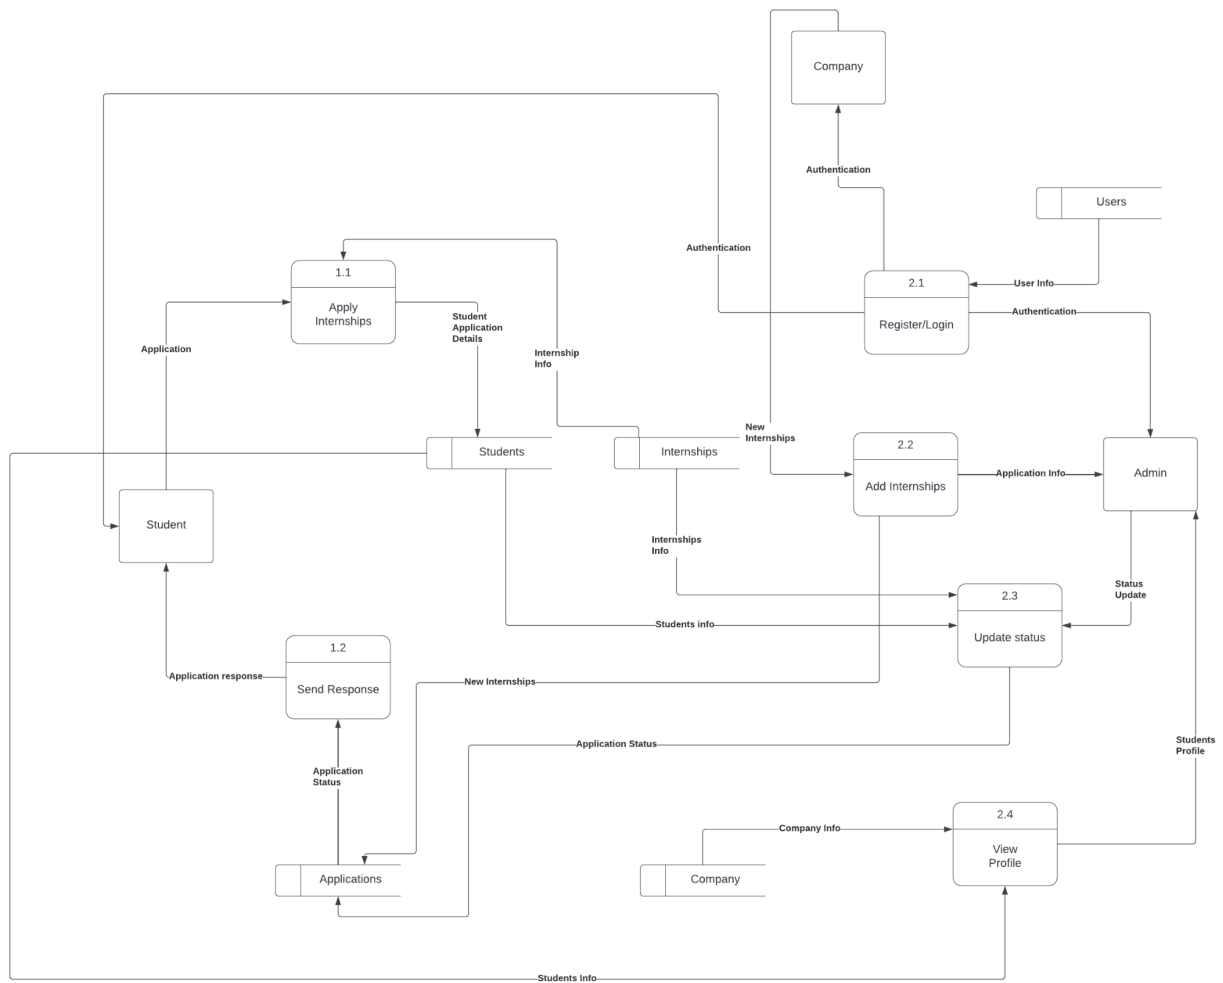 Company
Authentication
Users
Authentication
User Info
2.1
Register/Login
Authentication
1.1
Apply
Internships
Student
Application
Details
Application
Internship
Info
New
Internships
Students
Internships
2.2
Add Internships
Application Info
Admin
Student
Internships
Info
Status
Update
2.3
Update status
Students info
1.2
Send Response
Application response
New Internships
Application Status
Students
Profile
Application
Status
2.4
View
Profile
Company Info
Applications
Company
Students Info